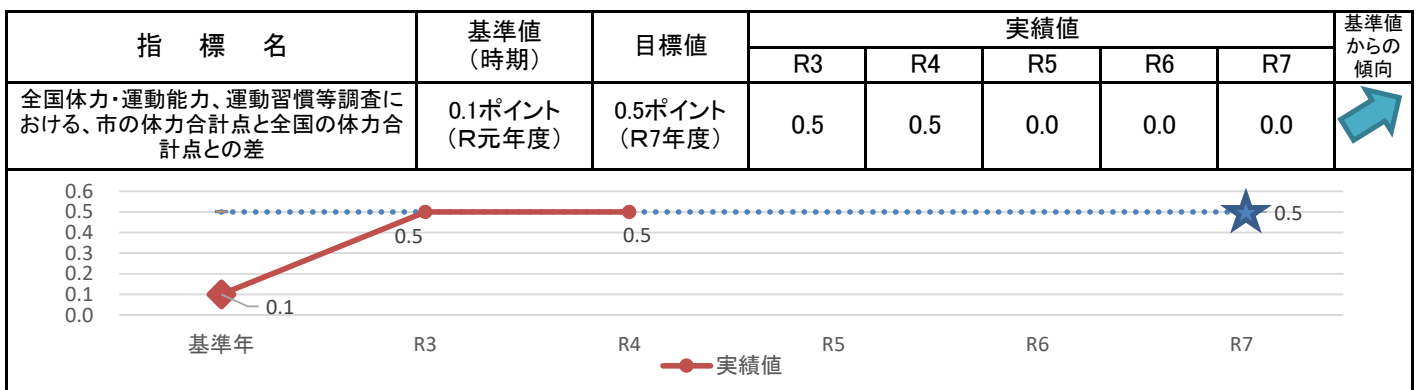 指 標 名
基準値
（時期）
目標値
実績値
基準値
からの
傾向
R3 R4 R5 R6 R7
全国体力・運動能力、運動習慣等調査に
おける、市の体力合計点と全国の体力合
計点との差
0.1ポイント
（R元年度）
0.5ポイント
（R7年度）
0.5 0.5 0.0 0.0 0.0
0.6
0.5
0.4
0.3
0.2
0.1
0.0
0.1
0.5
0.5
0.5
基準年 R3 R4 R5 R6 R7
実績値